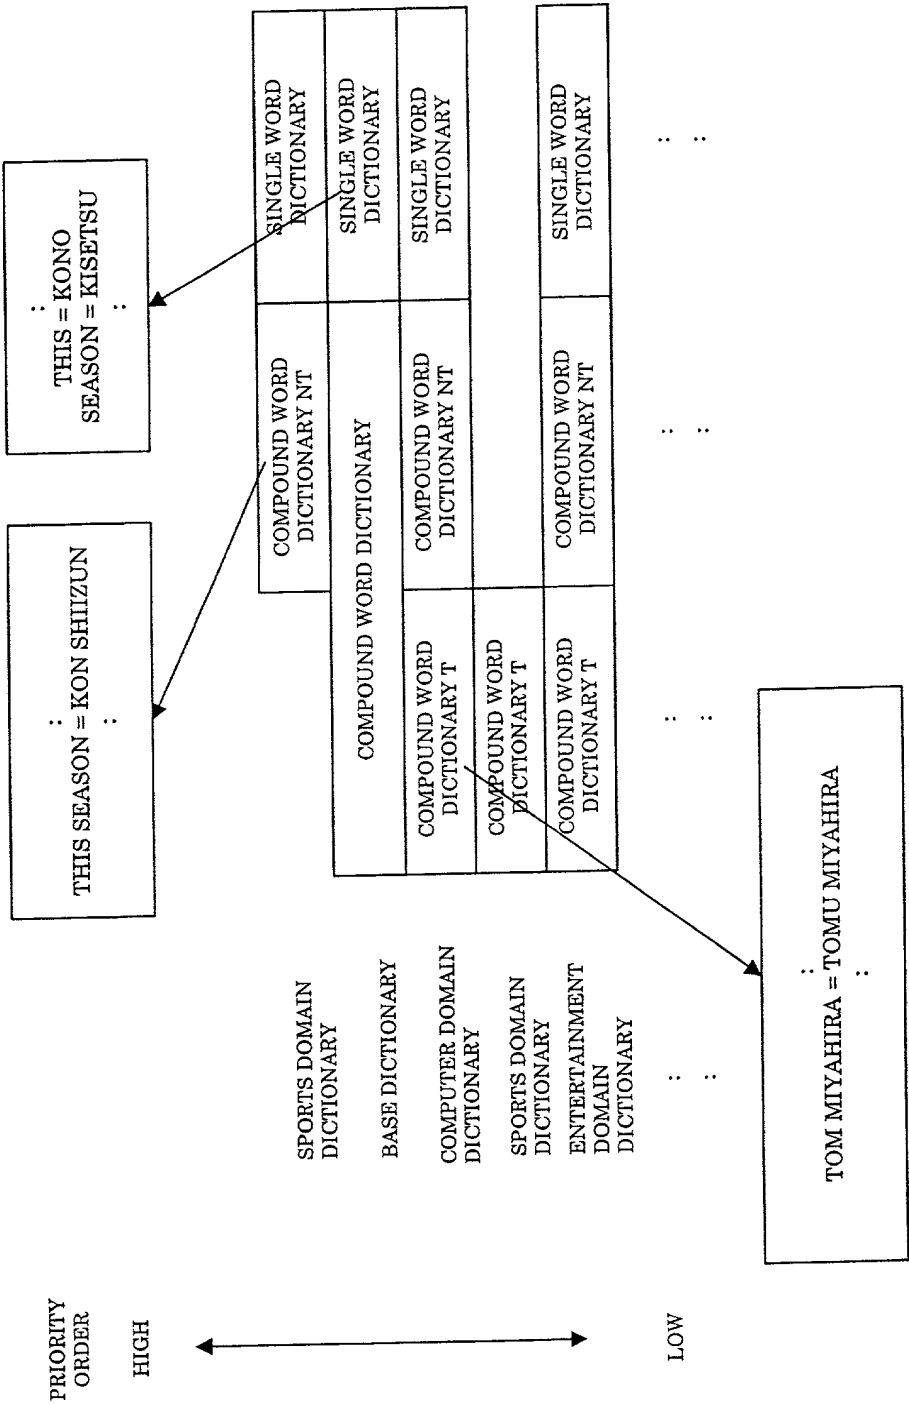 PRIORITY
ORDER
HIGH
LOW
:
THIS SEASON = KON SHIIZUN
:
:
THIS = KONO
SEASON = KISETSU
:
SPORTS DOMAIN
DICTIONARY
COMPOUND WORD
DICTIONARY NT
SINGLE WORD
DICTIONARY
BASE DICTIONARY
COMPOUND WORD DICTIONARY
SINGLE WORD
DICTIONARY
COMPUTER DOMAIN
DICTIONARY
COMPOUND WORD
DICTIONARY T
COMPOUND WORD
DICTIONARY NT
SINGLE WORD
DICTIONARY
SPORTS DOMAIN
DICTIONARY
COMPOUND WORD
DICTIONARY T
ENTERTAINMENT
DOMAIN
DICTIONARY
COMPOUND WORD
DICTIONARY T
COMPOUND WORD
DICTIONARY NT
SINGLE WORD
DICTIONARY
: : : :
: : : :
:
TOM MIYAHIRA = TOMU MIYAHIRA
: